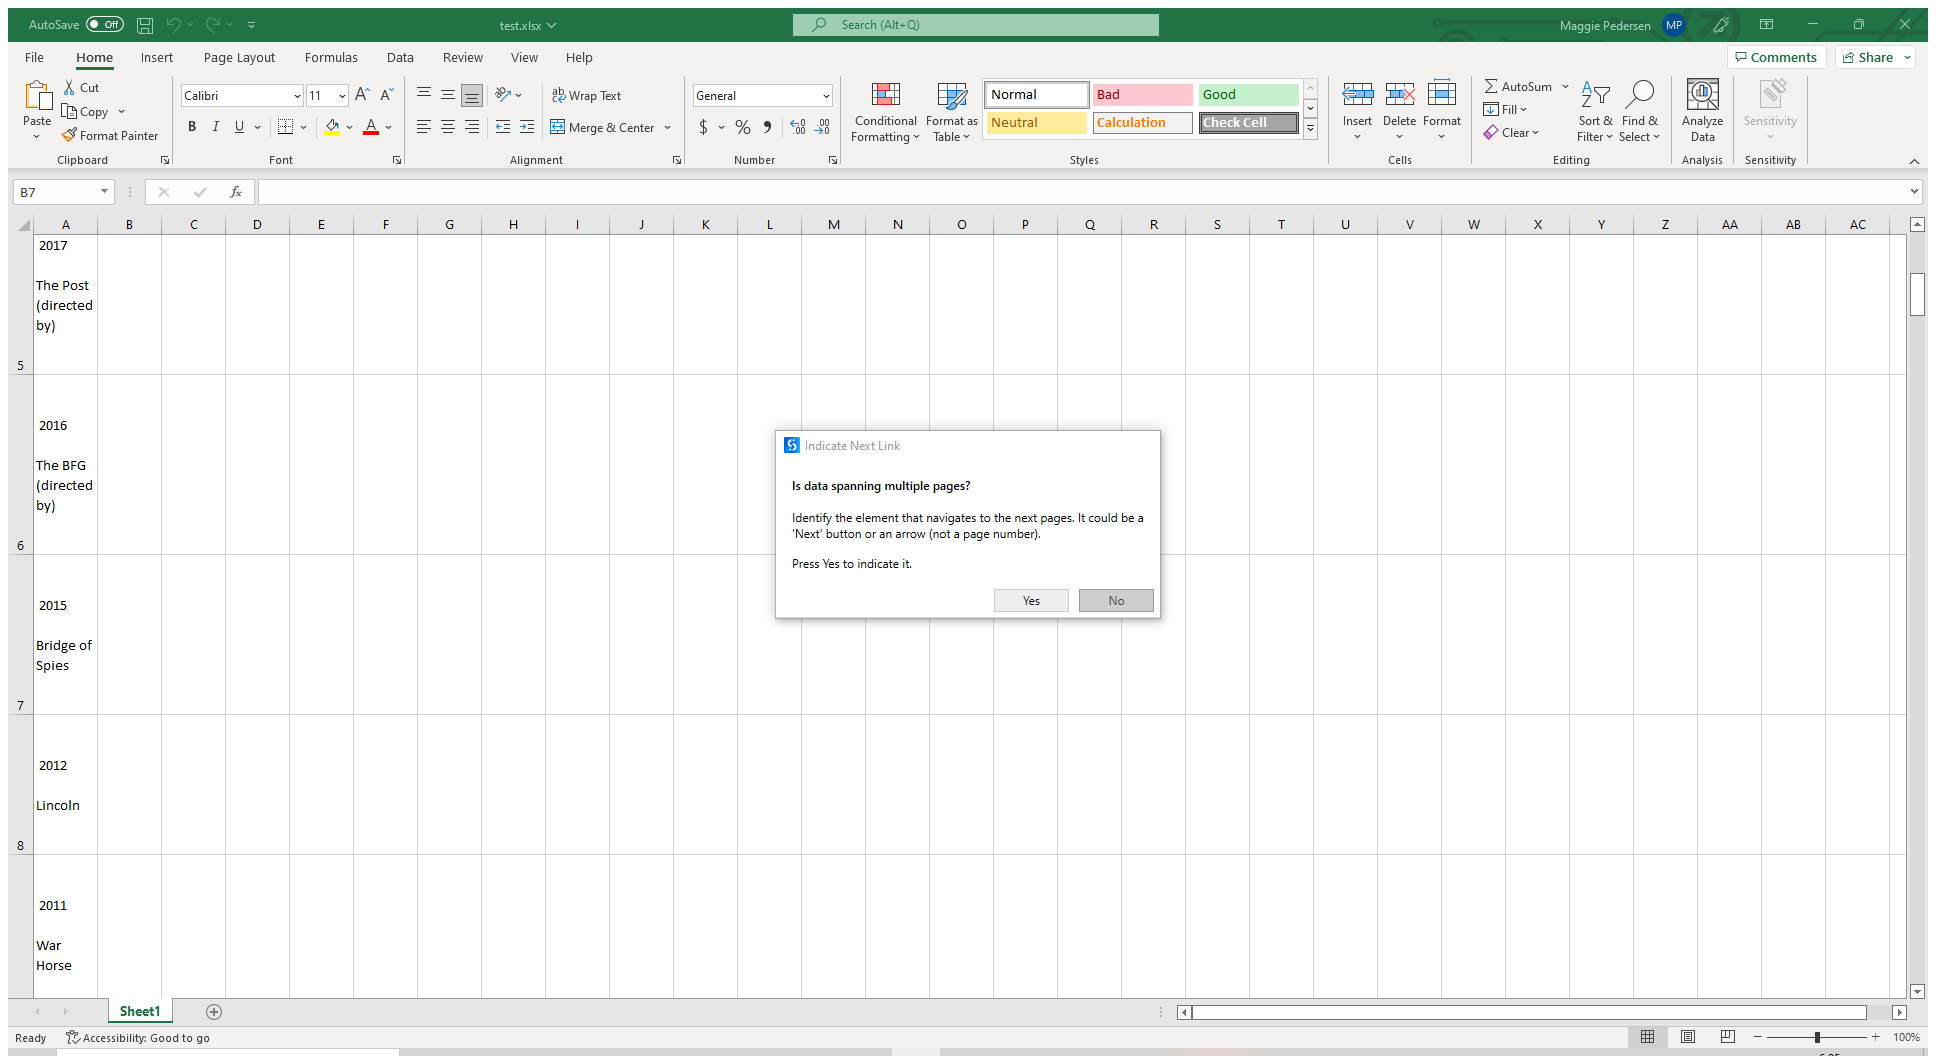 AutoSave Off
test.xlsx
Search (Alt+Q)
Maggie Pedersen MP
File Home Insert Page Layout Formulas Data Review View Help
Comments Share
Paste
Cut
Copy
Format Painter
Clipboard
Calibri 11
B I U A
Font
ab Wrap Text
Merge & Center
Alignment
General
$ % 9
Number
Conditional Formatting
Format as Table
Normal Bad Good
Neutral Calculation Check Cell
Styles
Insert Delete Format
Cells
AutoSum
Fill
Clear
Sort & Filter
Find & Select
Editing
Analyze Data
Analysis
Sensitivity
Sensitivity
B7 fx
A B C D E F G H I J K L M N O P Q R S T U V W X Y Z AA AB AC
2017
The Post
(directed
by)
5
2016
The BFG
(directed
by)
6
2015
Bridge of
Spies
7
2012
Lincoln
8
2011
War
Horse
Indicate Next Link
Is data spanning multiple pages?
Identify the element that navigates to the next pages. It could be a
'Next' button or an arrow (not a page number).
Press Yes to indicate it.
Yes No
Sheet1
Ready Accessibility: Good to go
100%